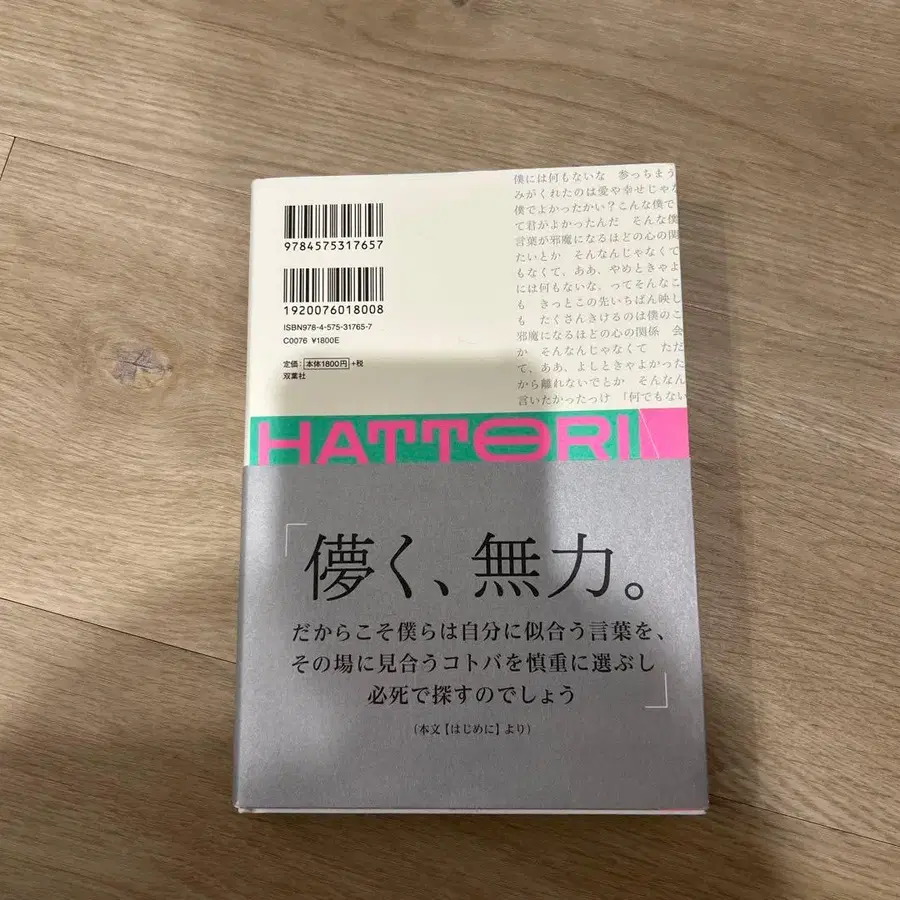 9784575317657
1920076018008
ISBN978-4-575-31765-7
C0076 ¥1800E
定価：本体1800円+税
双葉社
僕には何もないな　参っちまう
みがくれたのは愛や幸せじゃな
僕でよかったかい？こんな僕で
て君がよかったんだ　そんな僕
言葉が邪魔になるほどの心の関
たいとか　そんなんじゃなくて
もなくて、ああ、やめときゃよ
には何もないな、ってそんなこ
も　きっとこの先いちばん映し
も　たくさんきけるのは僕のこ
邪魔になるほどの心の関係　会
か　そんなんじゃなくて　ただ
て、ああ、よしときゃよかった
から離れないでとか　そんなん
言いたかったっけ　「何でもない
HATTORI
「儚く、無力。
だからこそ僕らは自分に似合う言葉を、
その場に見合うコトバを慎重に選ぶし
必死で探すのでしょう」
（本文【はじめに】より）